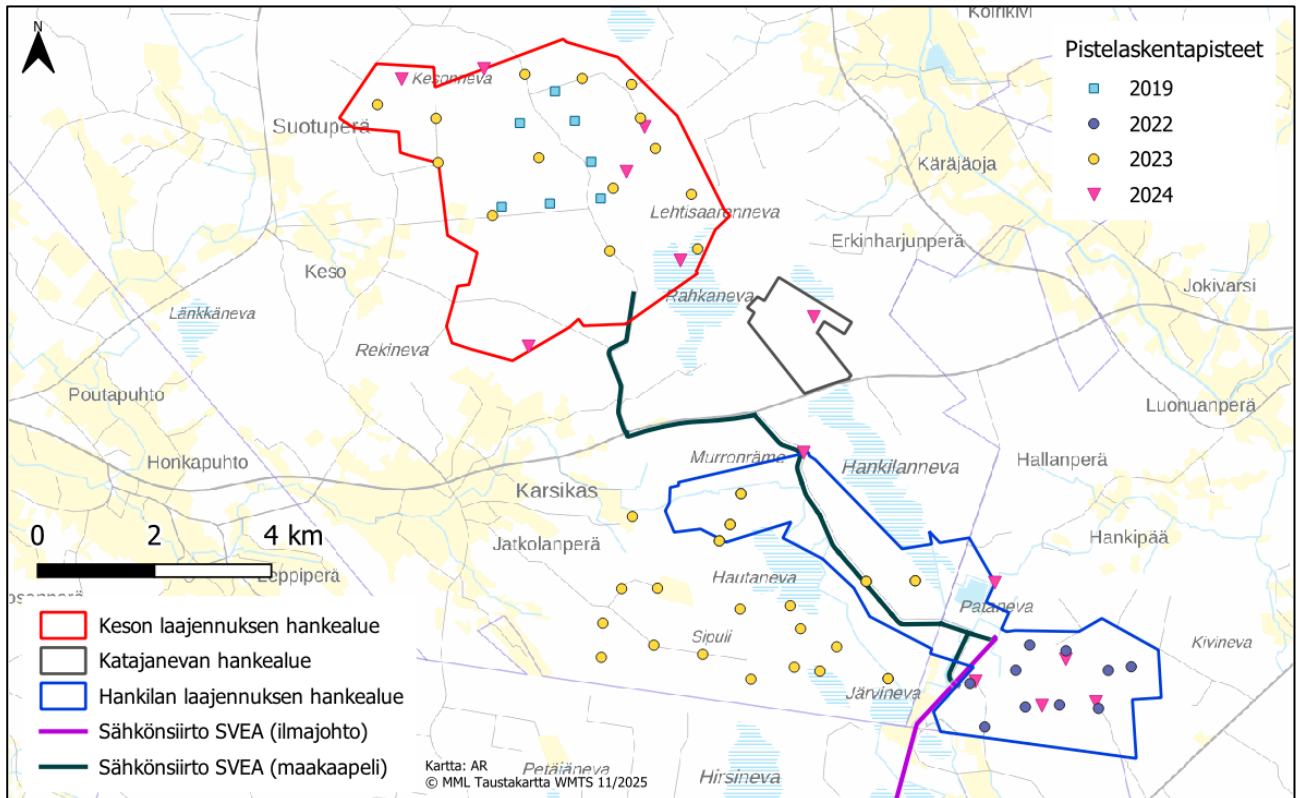 N
Koirikivi
Pistelaskentapisteet
2019
2022
2023
2024
Kesonneva
Suotuperä
Käräjäoja
Lehtisaarenneva
Erkinharjunperä
Keso
Jokivarsi
Rahkaneva
Länkkäneva
Rekineva
Poutapuhto
Luonuanperä
Honkapuhto
Murronräme
Hankilanneva
Hallanperä
Karsikas
0 2 4 km
Jatkolanperä
Hankipää
Leppiperä
Hautaneva
Pataneva
Sipuli
Kivineva
Keson laajennuksen hankealue
Katajanevan hankealue
Hankilan laajennuksen hankealue
Järvineva
Sähkönsiirto SVEA (ilmajohto)
Sähkönsiirto SVEA (maakaapeli)
Petäjäneva
Hirsineva
Kartta: AR
© MML Taustakartta WMTS 11/2025